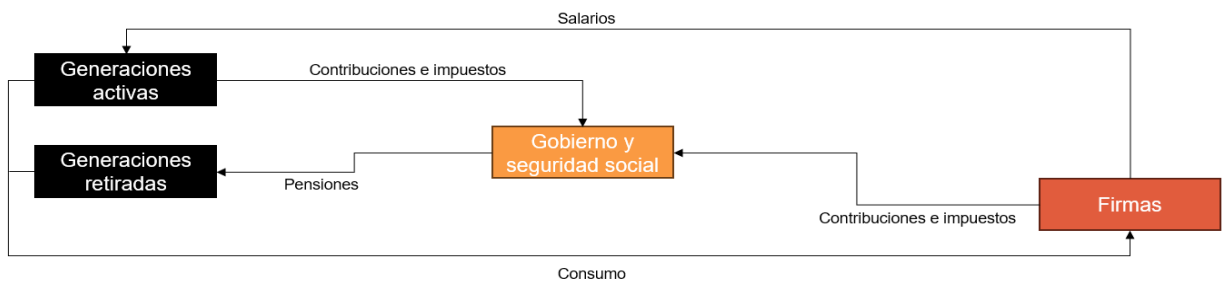 Salarios
Generaciones
activas
Contribuciones e impuestos
Gobierno y
seguridad social
Generaciones
retiradas
Pensiones
Firmas
Contribuciones e impuestos
Consumo